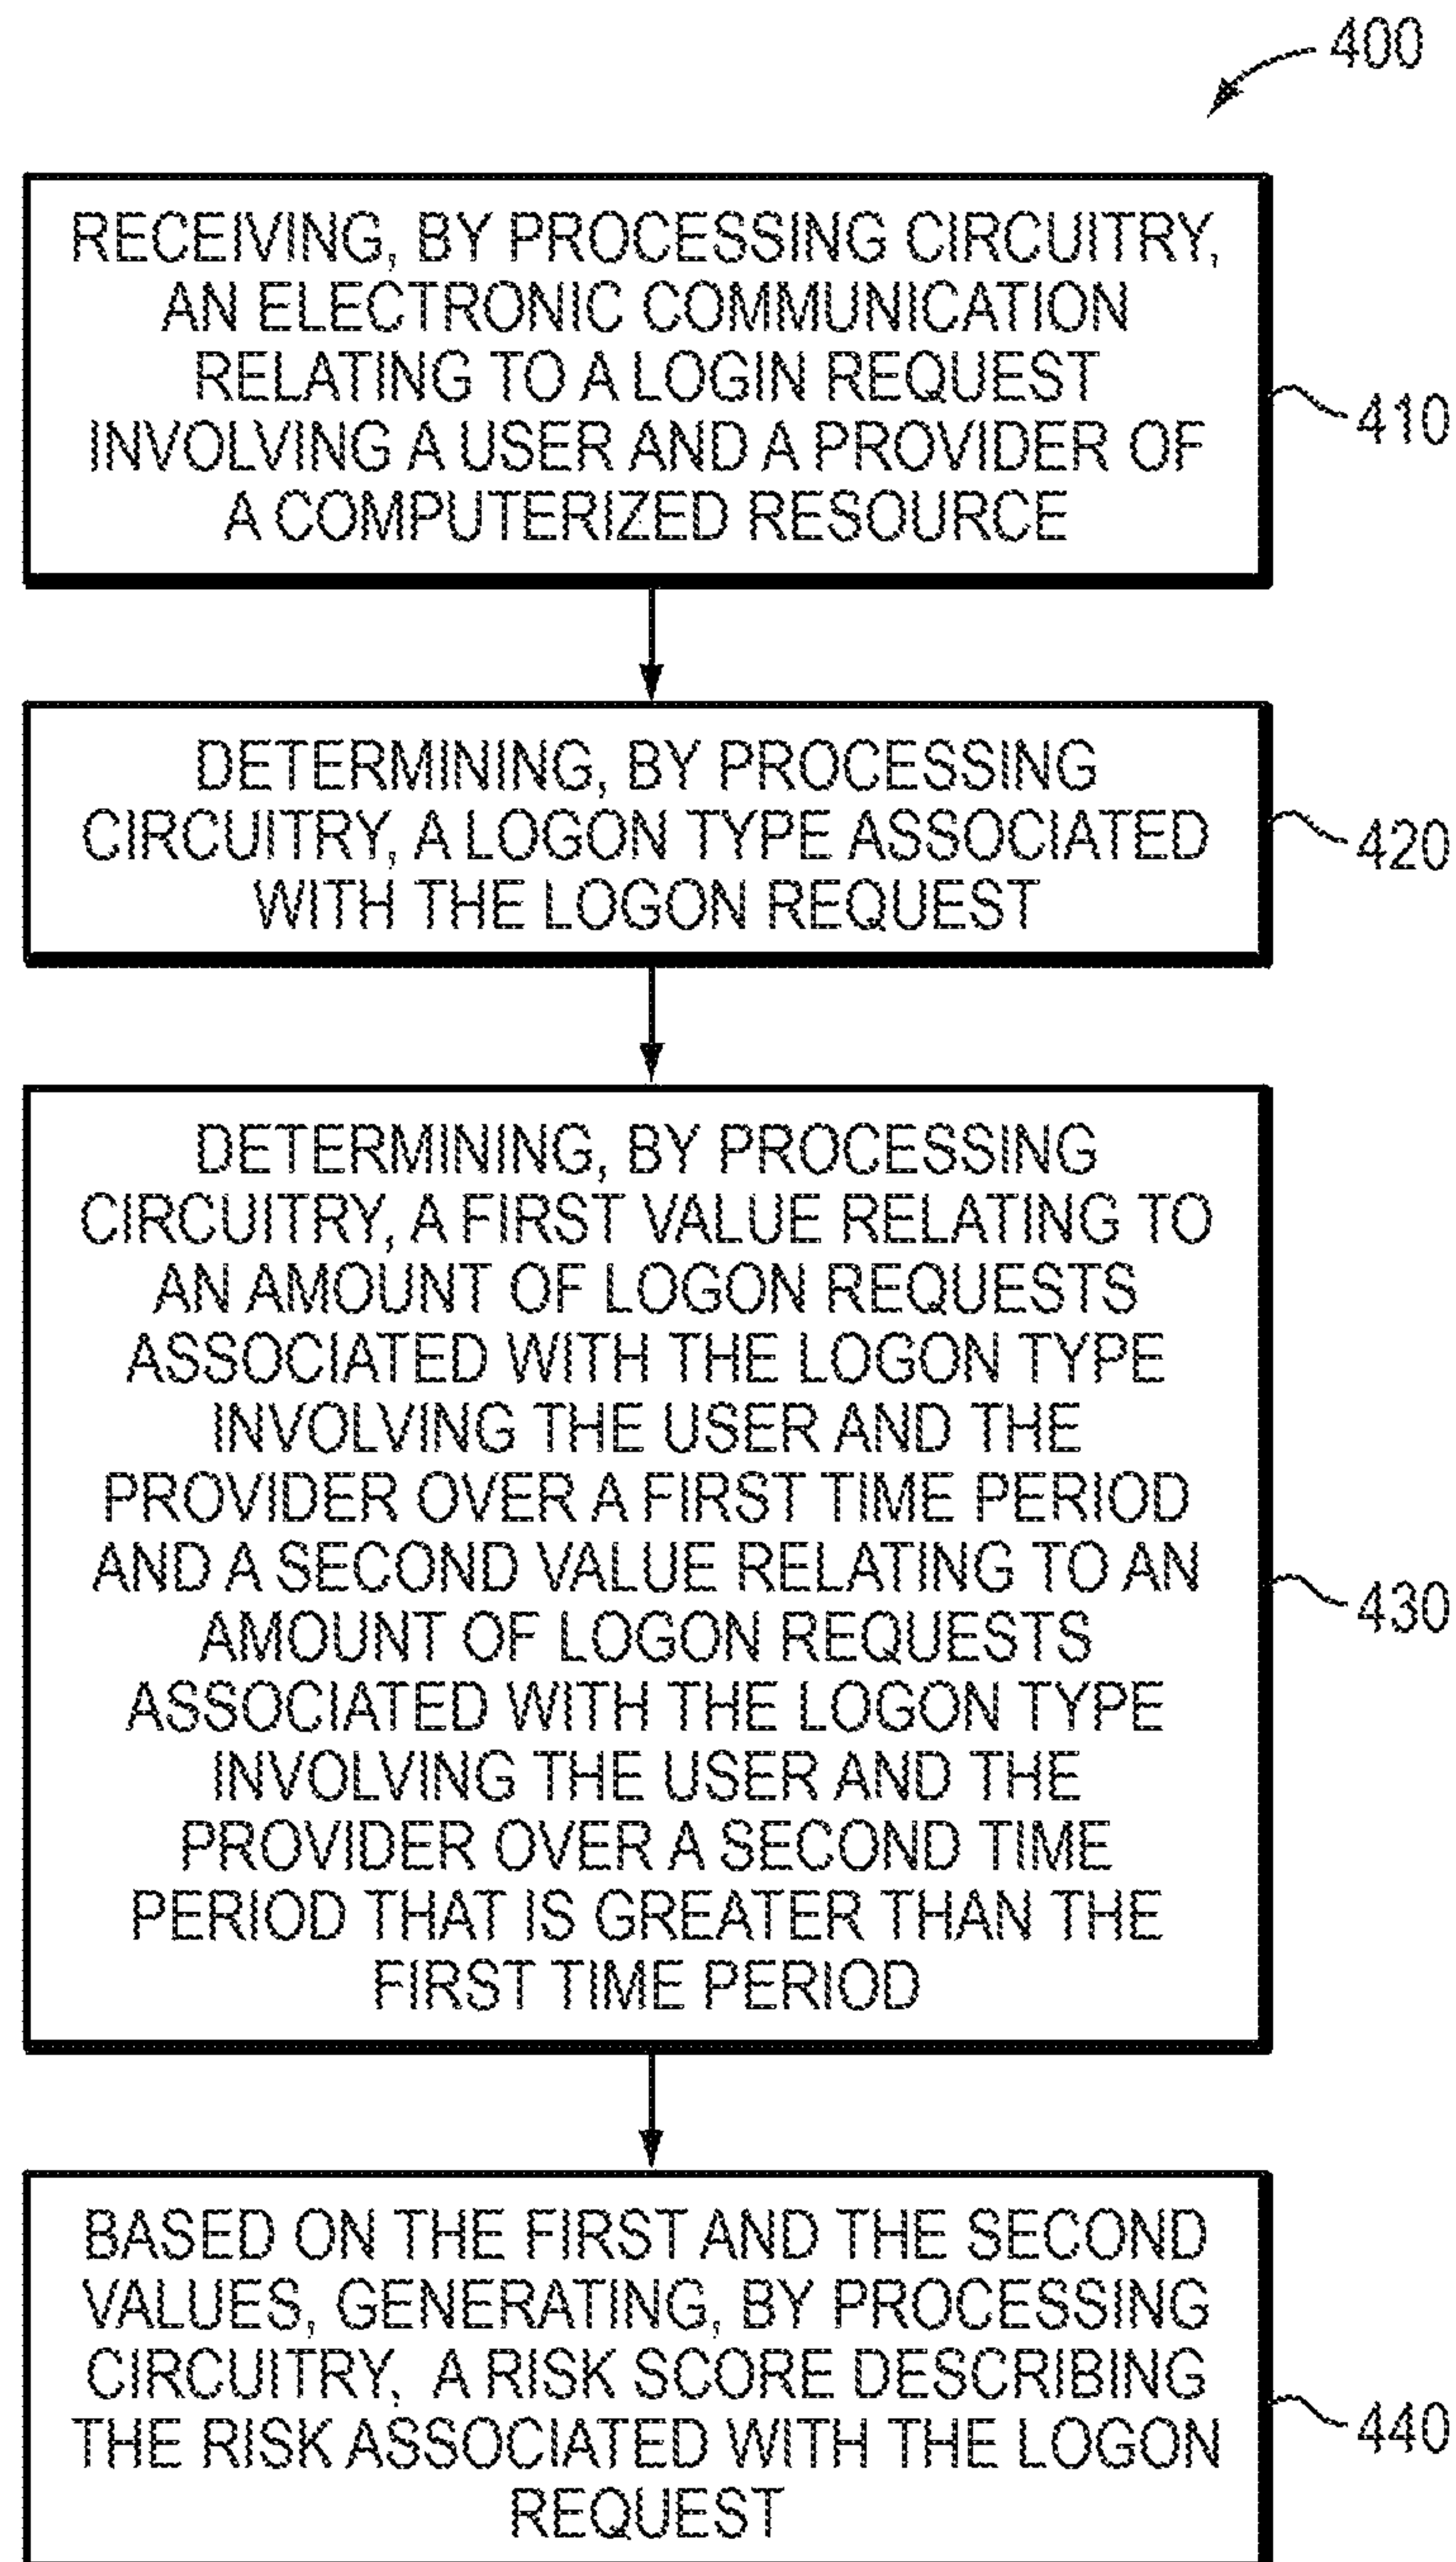 400
RECEIVING, BY PROCESSING CIRCUITRY,
AN ELECTRONIC COMMUNICATION
RELATING TO A LOGIN REQUEST
INVOLVING A USER AND A PROVIDER OF
A COMPUTERIZED RESOURCE
410
DETERMINING, BY PROCESSING
CIRCUITRY, A LOGON TYPE ASSOCIATED
WITH THE LOGON REQUEST
420
DETERMINING, BY PROCESSING
CIRCUITRY, A FIRST VALUE RELATING TO
AN AMOUNT OF LOGON REQUESTS
ASSOCIATED WITH THE LOGON TYPE
INVOLVING THE USER AND THE
PROVIDER OVER A FIRST TIME PERIOD
AND A SECOND VALUE RELATING TO AN
AMOUNT OF LOGON REQUESTS
ASSOCIATED WITH THE LOGON TYPE
INVOLVING THE USER AND THE
PROVIDER OVER A SECOND TIME
PERIOD THAT IS GREATER THAN THE
FIRST TIME PERIOD
430
BASED ON THE FIRST AND THE SECOND
VALUES, GENERATING, BY PROCESSING
CIRCUITRY, A RISK SCORE DESCRIBING
THE RISK ASSOCIATED WITH THE LOGON
REQUEST
440